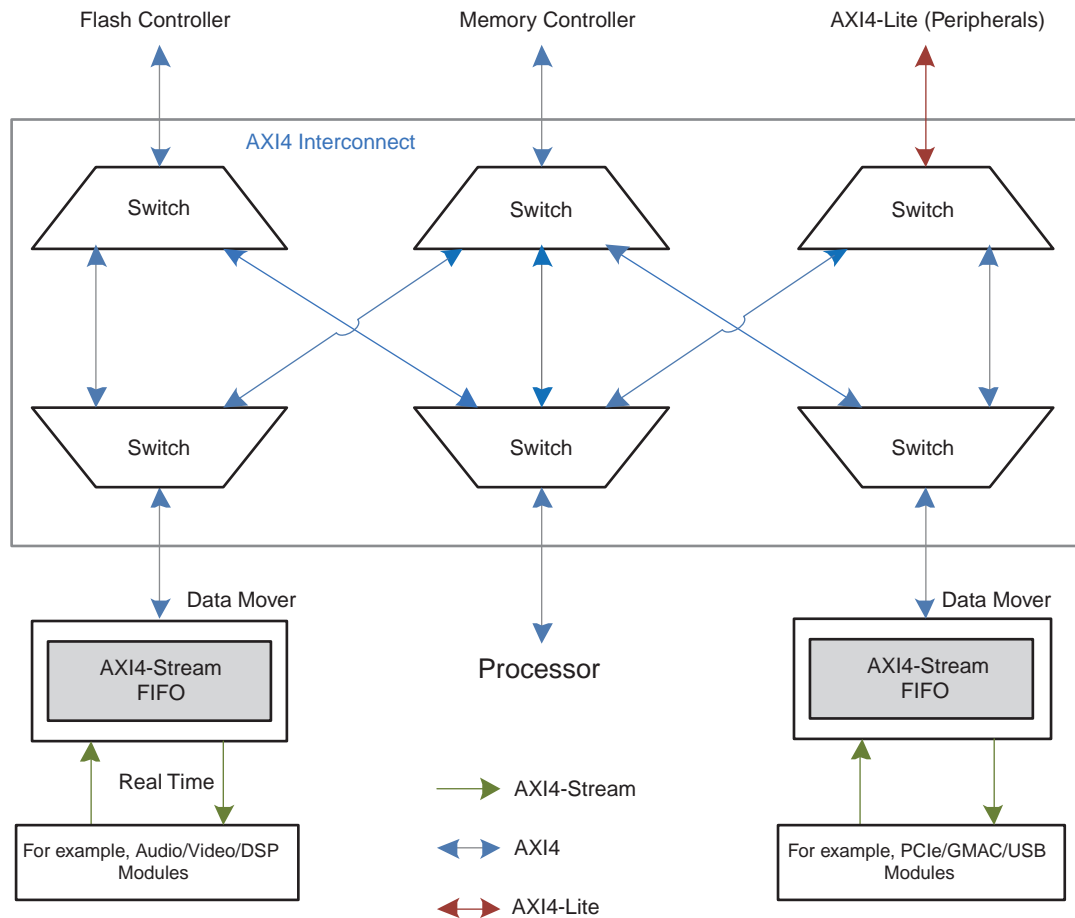 Flash Controller
Memory Controller
AXI4-Lite (Peripherals)
AXI4 Interconnect
Switch
Switch
Switch
Switch
Switch
Switch
Data Mover
Data Mover
AXI4-Stream
FIFO
Processor
AXI4-Stream
FIFO
Real Time
AXI4-Stream
For example, Audio/Video/DSP
Modules
AXI4
For example, PCIe/GMAC/USB
Modules
AXI4-Lite